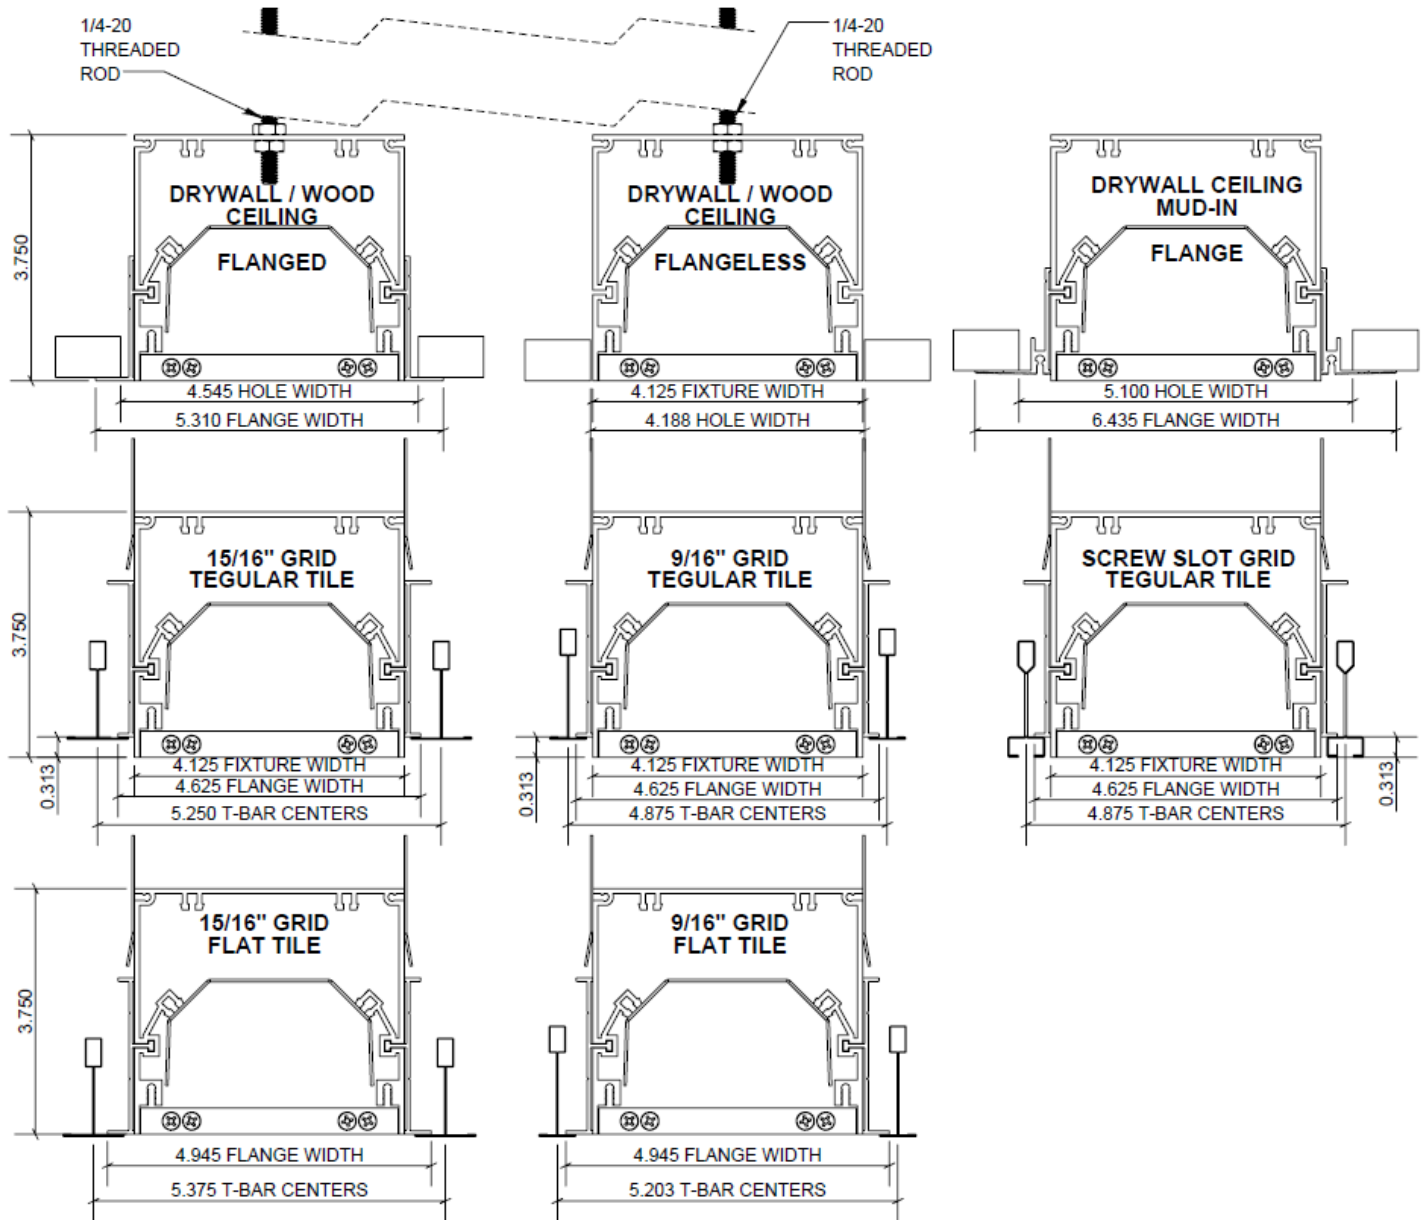 1/4-20
THREADED
ROD
1/4-20
THREADED
ROD
3.750
DRYWALL / WOOD
CEILING
FLANGED
4.545 HOLE WIDTH
5.310 FLANGE WIDTH
DRYWALL / WOOD
CEILING
FLANGELESS
4.125 FIXTURE WIDTH
4.188 HOLE WIDTH
DRYWALL CEILING
MUD-IN
FLANGE
5.100 HOLE WIDTH
6.435 FLANGE WIDTH
3.750
15/16" GRID
TEGULAR TILE
0.313
4.125 FIXTURE WIDTH
4.625 FLANGE WIDTH
5.250 T-BAR CENTERS
9/16" GRID
TEGULAR TILE
0.313
4.125 FIXTURE WIDTH
4.625 FLANGE WIDTH
4.875 T-BAR CENTERS
SCREW SLOT GRID
TEGULAR TILE
4.125 FIXTURE WIDTH
4.625 FLANGE WIDTH
4.875 T-BAR CENTERS
0.313
3.750
15/16" GRID
FLAT TILE
4.945 FLANGE WIDTH
5.375 T-BAR CENTERS
9/16" GRID
FLAT TILE
4.945 FLANGE WIDTH
5.203 T-BAR CENTERS